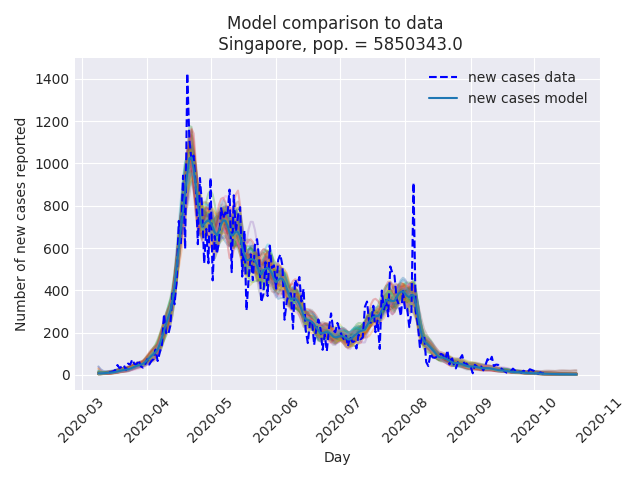 Model comparison to data
Singapore, pop. = 5850343.0
new cases data
new cases model
Number of new cases reported
1400
1200
1000
800
600
400
200
0
2020-03
2020-04
2020-05
2020-06
2020-07
2020-08
2020-09
2020-10
2020-11
Day